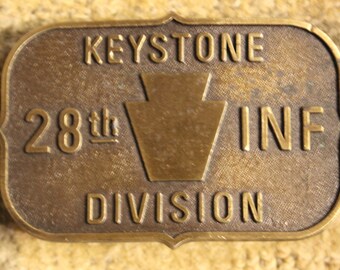 KEYSTONE
28th INF
DIVISION